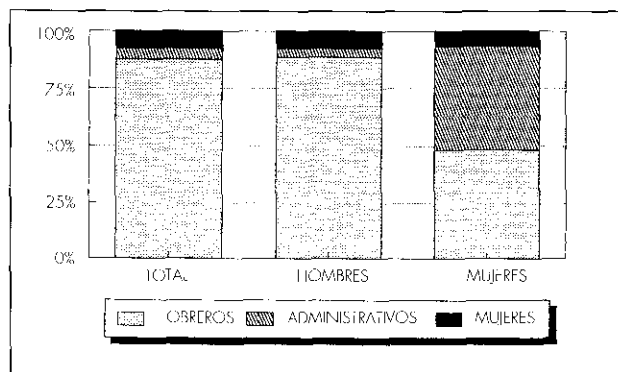 100%
75%
50%
25%
0%
TOTAL HOMBRES MUJERES
OBREROS ADMINISTRATIVOS MUJERES